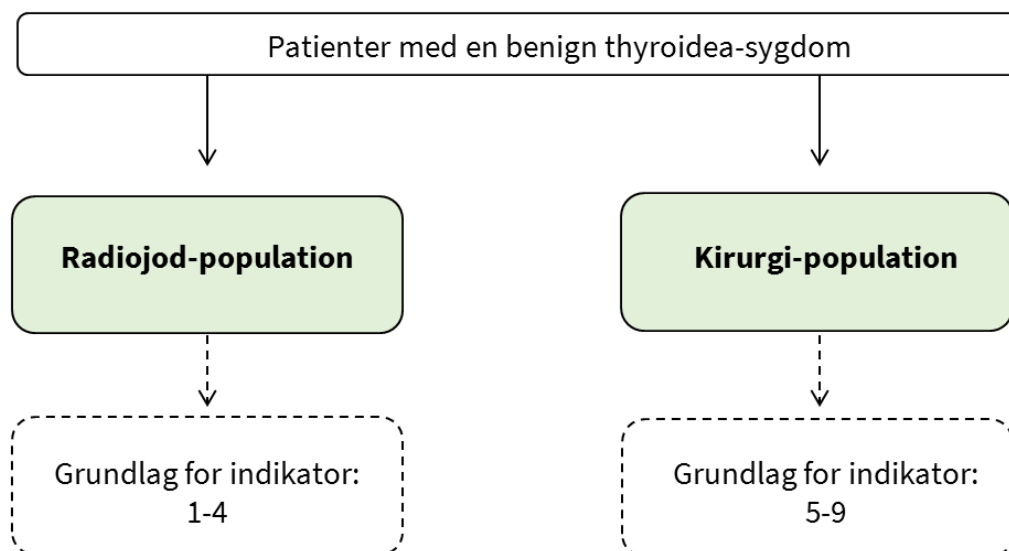 Patienter med en benign thyroidea-sygdom
Radiojod-population
Kirurgi-population
Grundlag for indikator:
1-4
Grundlag for indikator:
5-9